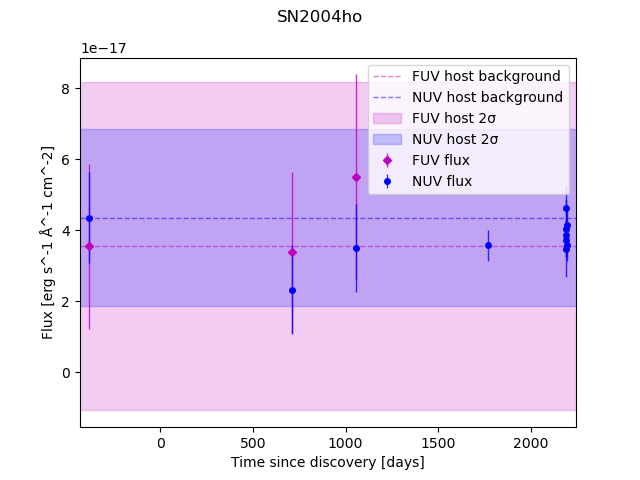 SN2004ho
1e−17
FUV host background
NUV host background
FUV host 2σ
NUV host 2σ
FUV flux
NUV flux
8
6
4
2
0
Flux [erg s^-1 Å^-1 cm^-2]
0 500 1000 1500 2000
Time since discovery [days]